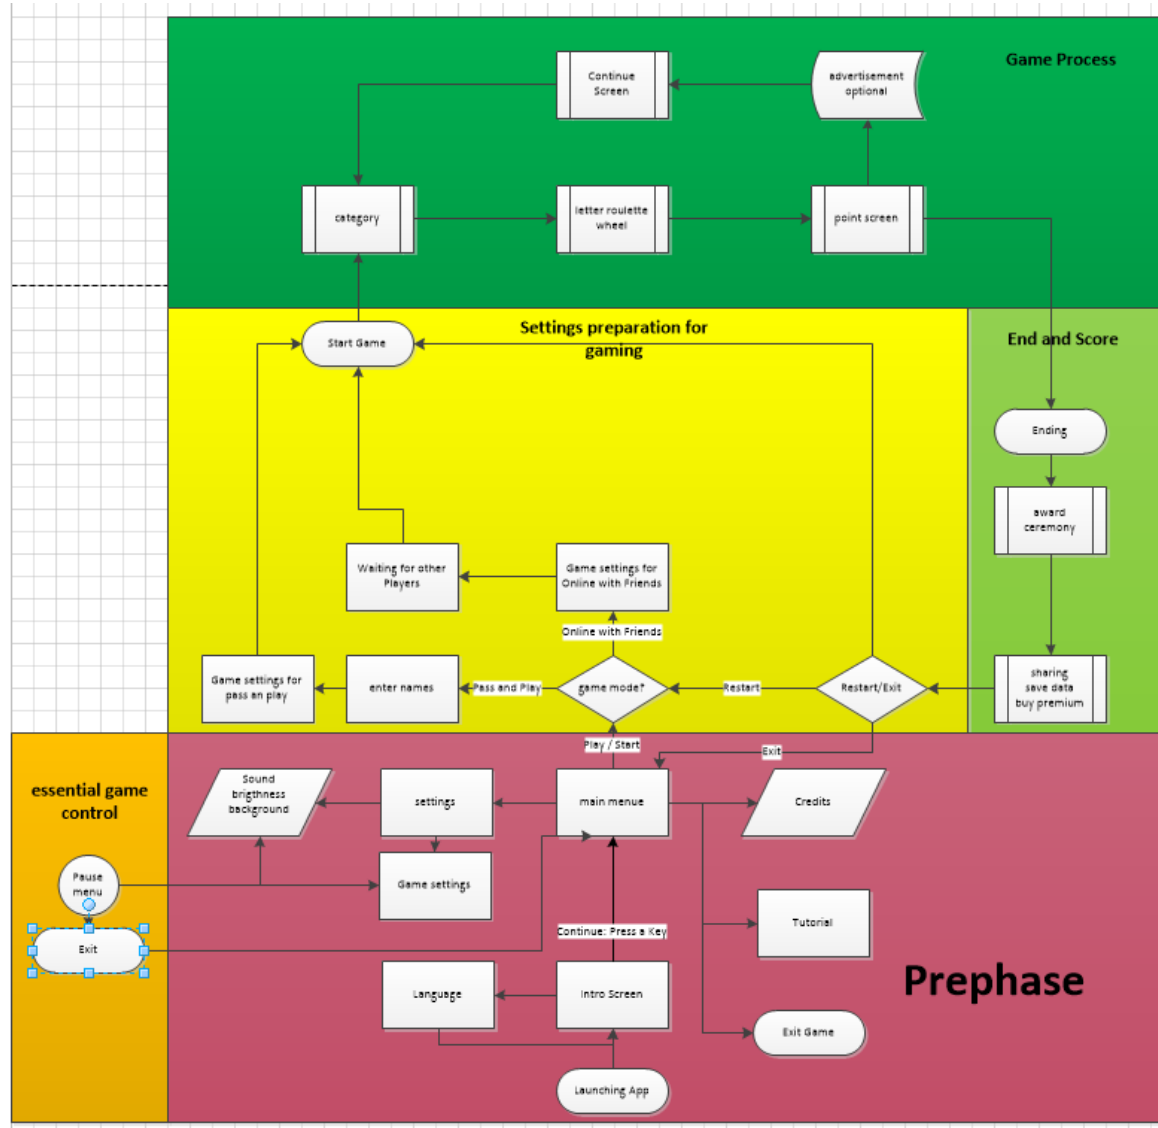 Game Process
Continue
Screen
advertisement
optional
category
letter roulette
wheel
point screen
Settings preparation for
gaming
Start Game
End and Score
Ending
award
ceremony
Waiting for other
Players
Game settings for
Online with Friends
Online with Friends
Game settings for
pass an play
enter names
Pass and Play
game mode?
Restart
Restart/Exit
sharing
save data
buy premium
Play / Start
Exit
essential game
control
Sound
brigthness
background
settings
main menue
Credits
Pause
menu
Game settings
Exit
Continue: Press a Key
Tutorial
Prephase
Language
Intro Screen
Exit Game
Launching App